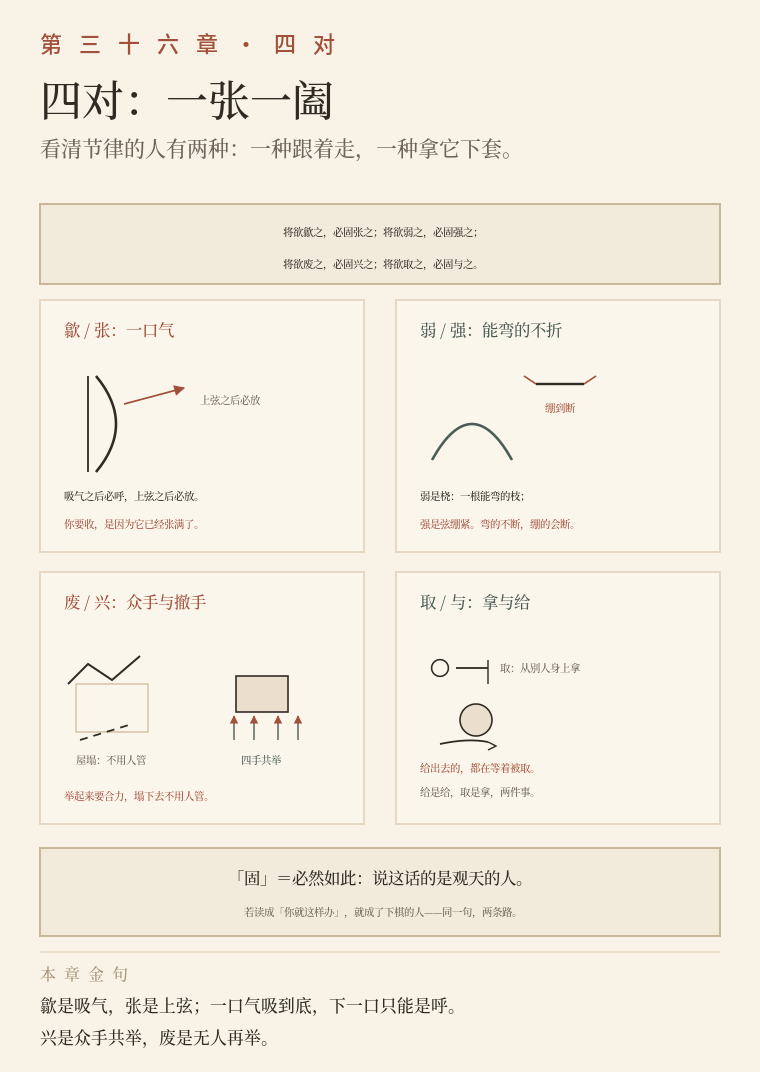 第三十六章·四对
四对：一张一阖
看清节律的人有两种：一种跟着走，一种拿它下套。
将欲歙之，必固张之；将欲弱之，必固强之；
将欲废之，必固兴之；将欲取之，必固与之。
歙 / 张：一口气
上弦之后必放
吸气之后必呼，上弦之后必放。
你要收，是因为它已经张满了。
弱 / 强：能弯的不折
绷到断
弱是桡：一根能弯的枝；
强是弦绷紧。弯的不断，绷的会断。
废 / 兴：众手与撤手
屋塌：不用人管
四手共举
举起来要合力，塌下去不用人管。
取 / 与：拿与给
取：从别人身上拿
给出去的，都在等着被取。
给是给，取是拿，两件事。
「固」＝必然如此：说这话的是观天的人。
若读成「你就这样办」，就成了下棋的人——同一句，两条路。
本章金句
歙是吸气，张是上弦；一口气吸到底，下一口只能是呼。
兴是众手共举，废是无人再举。